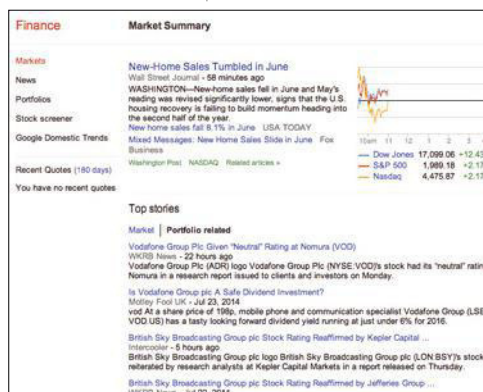 Finance
Market Summary
Markets
News
Portfolios
Stock screener
Google Domestic Trends
Recent Quotes (180 days)
You have no recent quotes
New-Home Sales Tumbled in June
Wall Street Journal - 58 minutes ago
WASHINGTON—New-home sales fell in June and May's
reading was revised significantly lower, signs that the U.S.
housing recovery is failing to build momentum heading into
the second half of the year.
New home sales fall 8.1% in June USA TODAY
Mixed Messages: New Home Sales Slide in June Fox
Business
Washington Post NASDAQ Related articles »
10am 11 12 1 2 3
Dow Jones 17,099.06 +12.43
S&P 500 1,989.18 +2.17
Nasdaq 4,475.87 +2.17
Top stories
Market | Portfolio related
Vodafone Group Plc Given "Neutral" Rating at Nomura (VOD)
WKRB News - 22 hours ago
Vodafone Group Plc (ADR) logo Vodafone Group Plc (NYSE:VOD)'s stock had its "neutral" ratin
Nomura in a research issued to clients and investors on Monday.
Is Vodafone Group plc A Safe Dividend Investment?
Motley Fool UK - Jul 23, 2014
vod At a share price of 198p, mobile phone and communication specialist Vodafone Group (LSE
VOD.US) has a tasty looking forward dividend yield running at just under 6% for 2016.
British Sky Broadcasting Group plc Stock Rating Reaffirmed by Kepler Capital ...
Intercooler - 5 hours ago
British Sky Broadcasting Group plc logo British Sky Broadcasting Group plc (LON:BSY)'s stock
reiterated by research analysts at Kepler Capital Markets in a report released on Thursday.
British Sky Broadcasting Group plc Stock Rating Reaffirmed by Jefferies Group ...